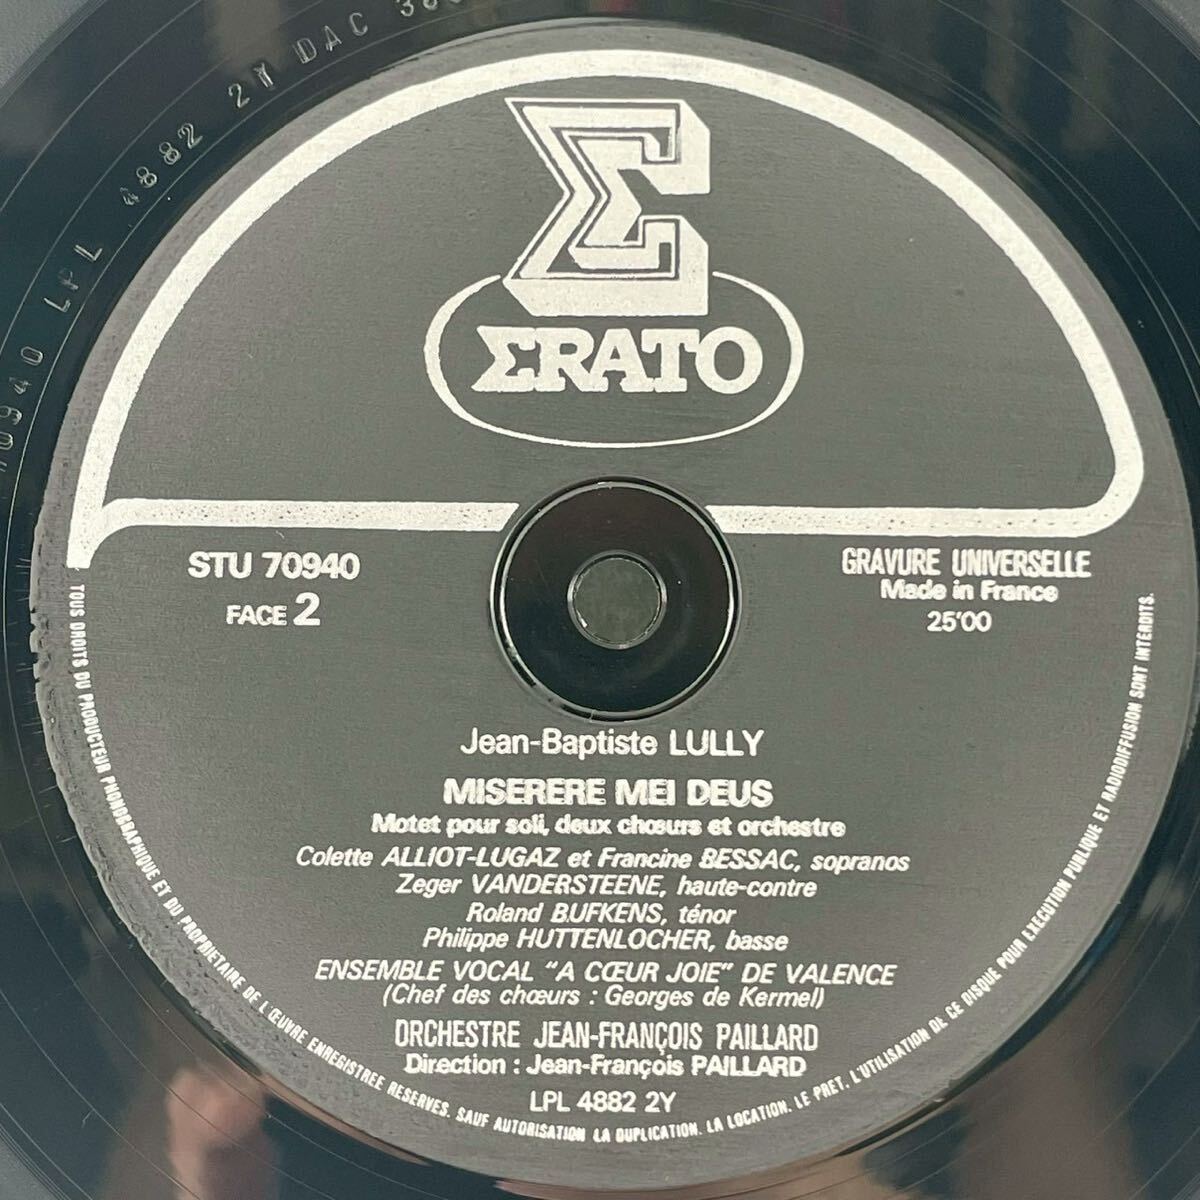 ΣRATO
STU 70940
FACE 2
GRAVURE UNIVERSELLE
Made in France
25'00
Jean-Baptiste LULLY
MISERERE MEI DEUS
Motet pour soli, deux chœurs et orchestre
Colette ALLIOT-LUGAZ et Francine BESSAC, sopranos
Zeger VANDERSTEENE, haute-contre
Roland BUFKENS, ténor
Philippe HUTTENLOCHER, basse
ENSEMBLE VOCAL "A CŒUR JOIE" DE VALENCE
(Chef des chœurs : Georges de Kermel)
ORCHESTRE JEAN-FRANÇOIS PAILLARD
Direction : Jean-François PAILLARD
LPL 4882 2Y
TOUS DROITS DU PRODUCTEUR PHONOGRAPHIQUE ET DU PROPRIETAIRE DE L'ŒUVRE ENREGISTREE RESERVES. SAUF AUTORISATION LA DUPLICATION. LA LOCATION. LE PRET. L'UTILISATION DE CE DISQUE POUR EXECUTION PUBLIQUE ET RADIODIFFUSION SONT INTERDITS.
LPL 4882 2Y DAC